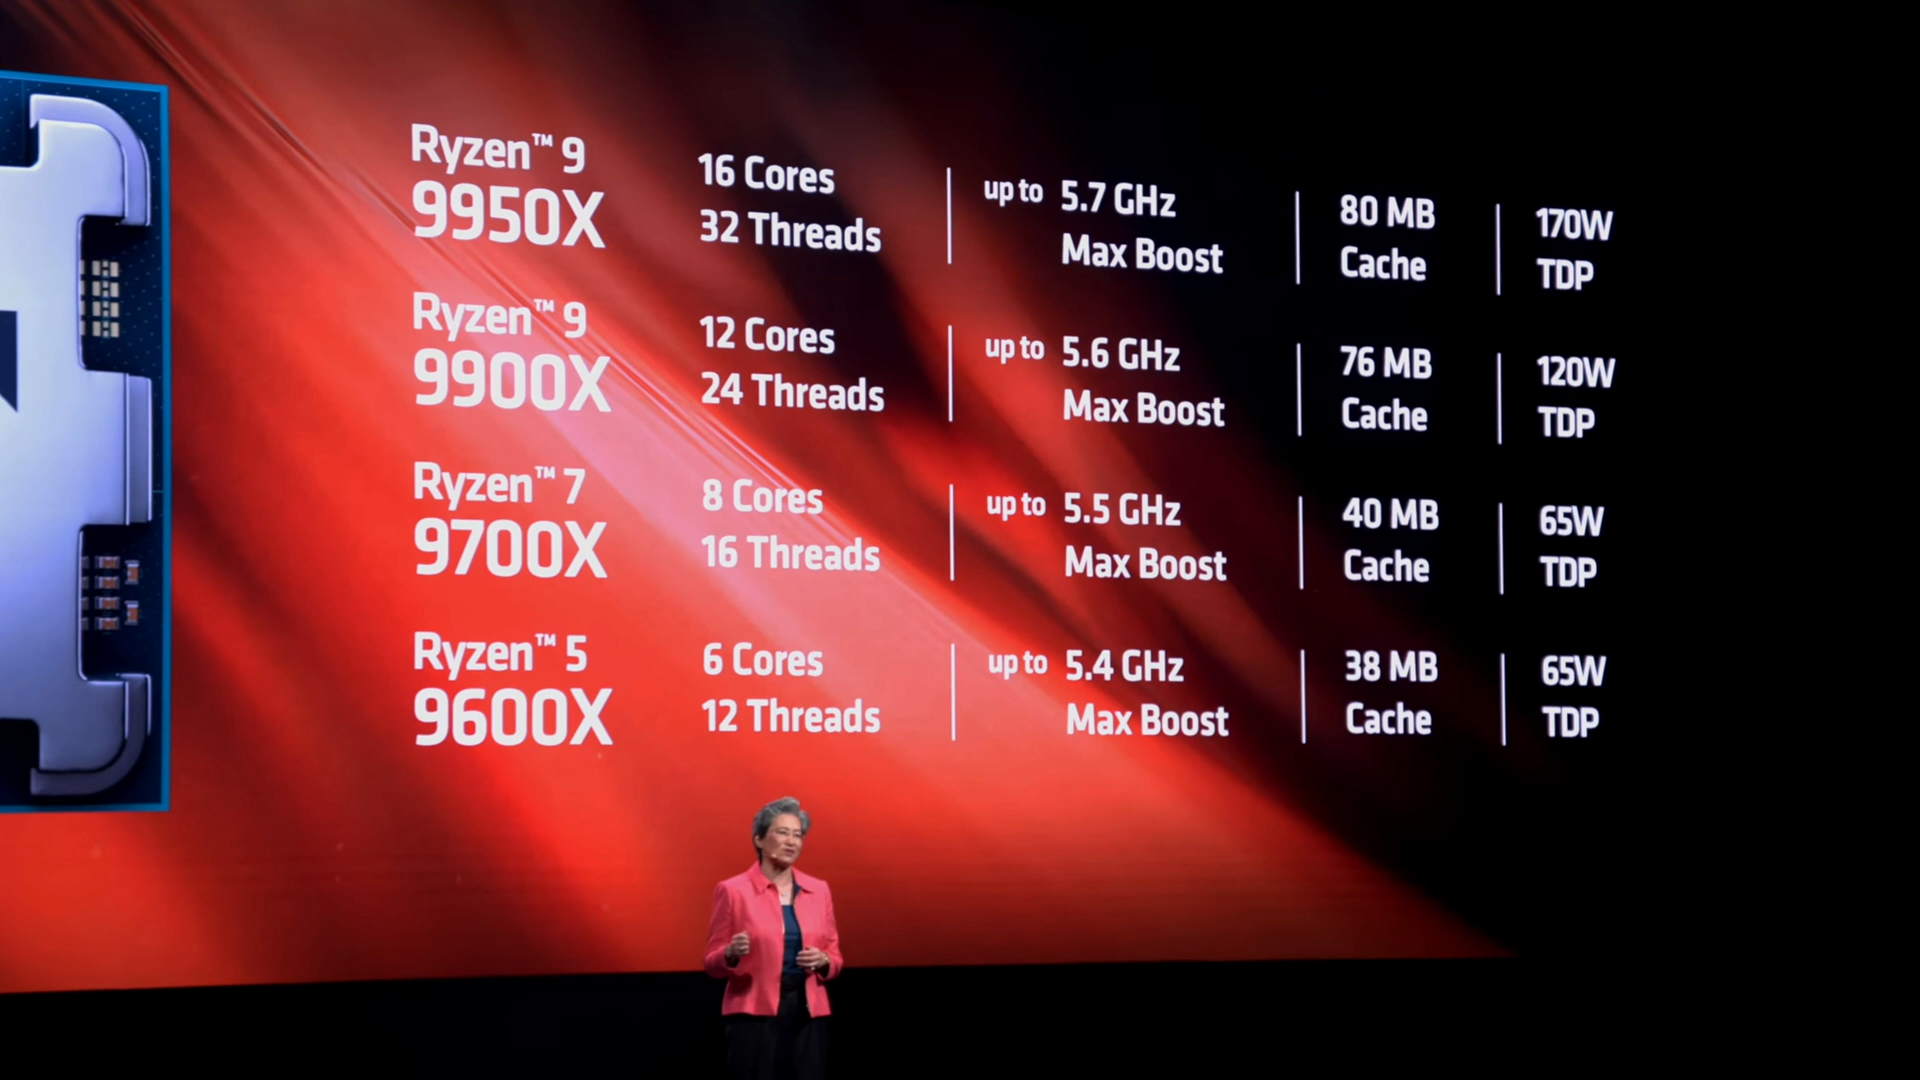 Ryzen™ 9
9950X
16 Cores
32 Threads
up to 5.7 GHz
Max Boost
80 MB
Cache
170W
TDP
Ryzen™ 9
9900X
12 Cores
24 Threads
up to 5.6 GHz
Max Boost
76 MB
Cache
120W
TDP
Ryzen™ 7
9700X
8 Cores
16 Threads
up to 5.5 GHz
Max Boost
40 MB
Cache
65W
TDP
Ryzen™ 5
9600X
6 Cores
12 Threads
up to 5.4 GHz
Max Boost
38 MB
Cache
65W
TDP